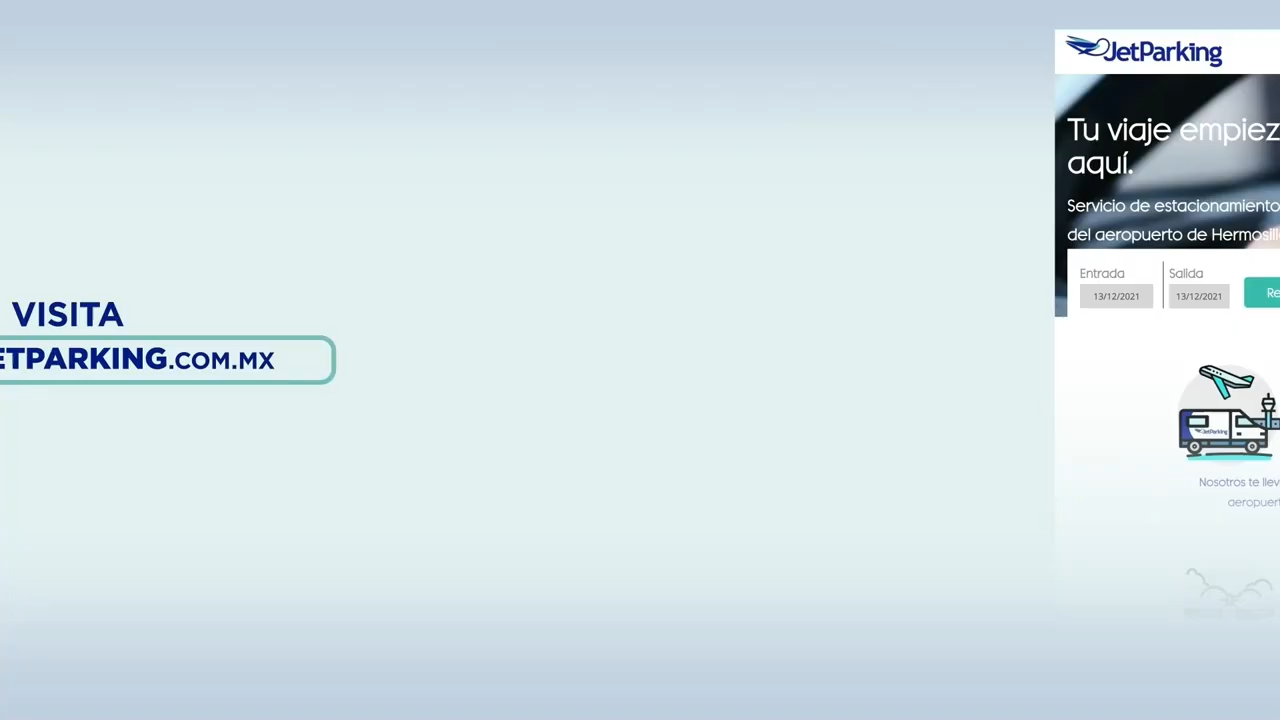 VISITA
ETPARKING.COM.MX
JetParking
Tu viaje empiez
aquí.
Servicio de estacionamiento
del aeropuerto de Hermosill
Entrada
Salida
13/12/2021
13/12/2021
Re
JetParking
Nosotros te llev
aeropuert